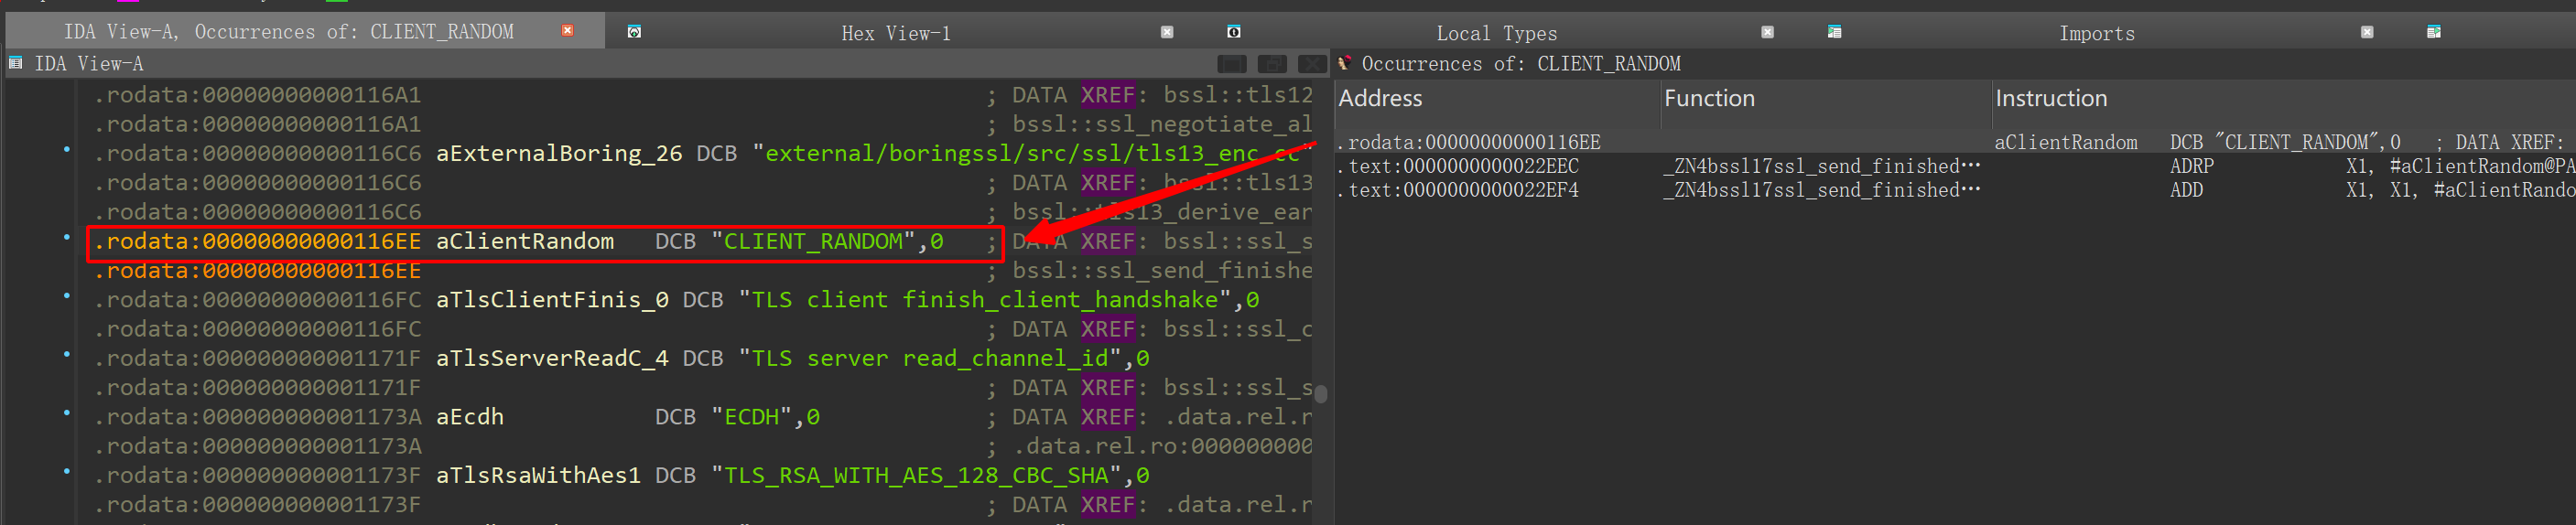 IDA View-A, Occurrences of: CLIENT_RANDOM
Hex View-1
Local Types
Imports
IDA View-A
.rodata:00000000000116A1 ; DATA XREF: bssl::tls12
.rodata:00000000000116A1 ; bssl::ssl_negotiate_al
.rodata:00000000000116C6 aExternalBoring_26 DCB "external/boringssl/src/ssl/tls13_enc.cc"
.rodata:00000000000116C6 ; DATA XREF: bssl::tls13
.rodata:00000000000116C6 ; bssl::tls13_derive_ear
.rodata:00000000000116EE aClientRandom DCB "CLIENT_RANDOM",0 ; DATA XREF: bssl::ssl_s
.rodata:00000000000116EE ; bssl::ssl_send_finishe
.rodata:00000000000116FC aTlsClientFinis_0 DCB "TLS client finish_client_handshake",0
.rodata:00000000000116FC ; DATA XREF: bssl::ssl_c
.rodata:000000000001171F aTlsServerReadC_4 DCB "TLS server read_channel_id",0
.rodata:000000000001171F ; DATA XREF: bssl::ssl_s
.rodata:000000000001173A aEcdh DCB "ECDH",0 ; DATA XREF: .data.rel.r
.rodata:000000000001173A ; .data.rel.ro:0000000000
.rodata:000000000001173F aTlsRsaWithAes1 DCB "TLS_RSA_WITH_AES_128_CBC_SHA",0
.rodata:000000000001173F ; DATA XREF: .data.rel.r
Occurrences of: CLIENT_RANDOM
Address Function Instruction
.rodata:00000000000116EE aClientRandom DCB "CLIENT_RANDOM",0 ; DATA XREF:
.text:0000000000022EEC _ZN4bssl17ssl_send_finished… ADRP X1, #aClientRandom@PA
.text:0000000000022EF4 _ZN4bssl17ssl_send_finished… ADD X1, X1, #aClientRando